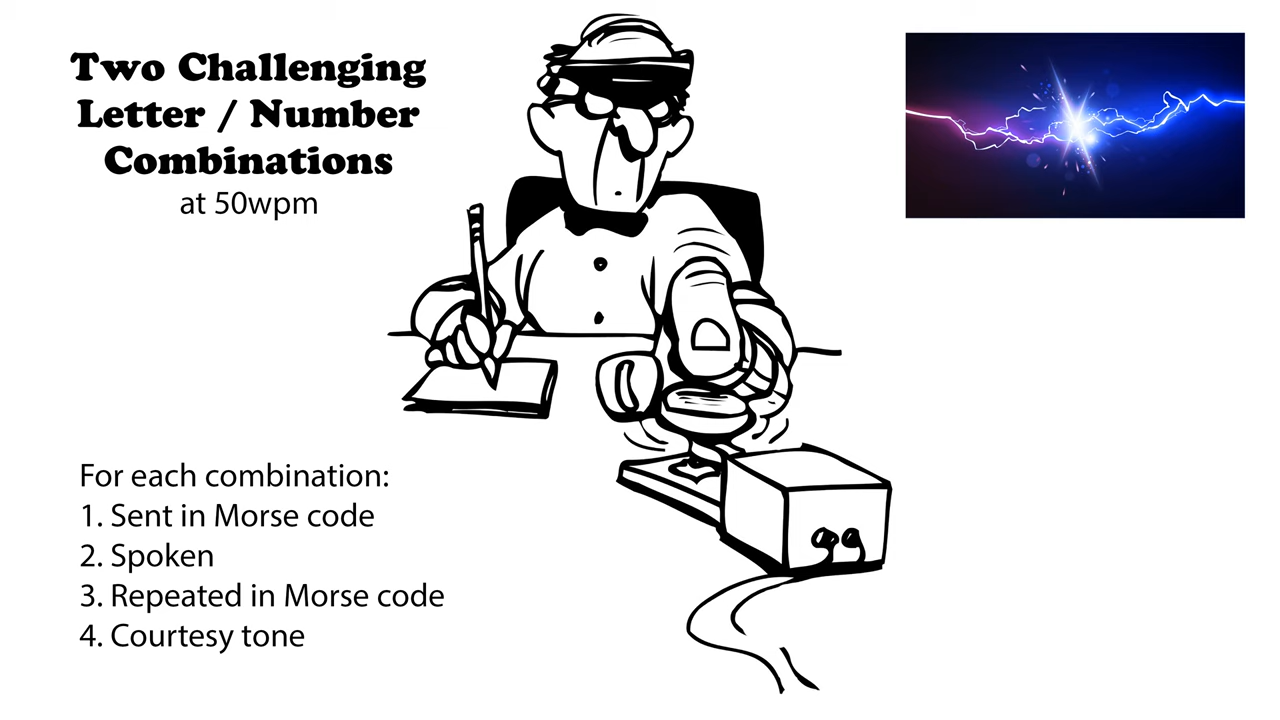 Two Challenging
Letter / Number
Combinations
at 50wpm
For each combination:
1. Sent in Morse code
2. Spoken
3. Repeated in Morse code
4. Courtesy tone